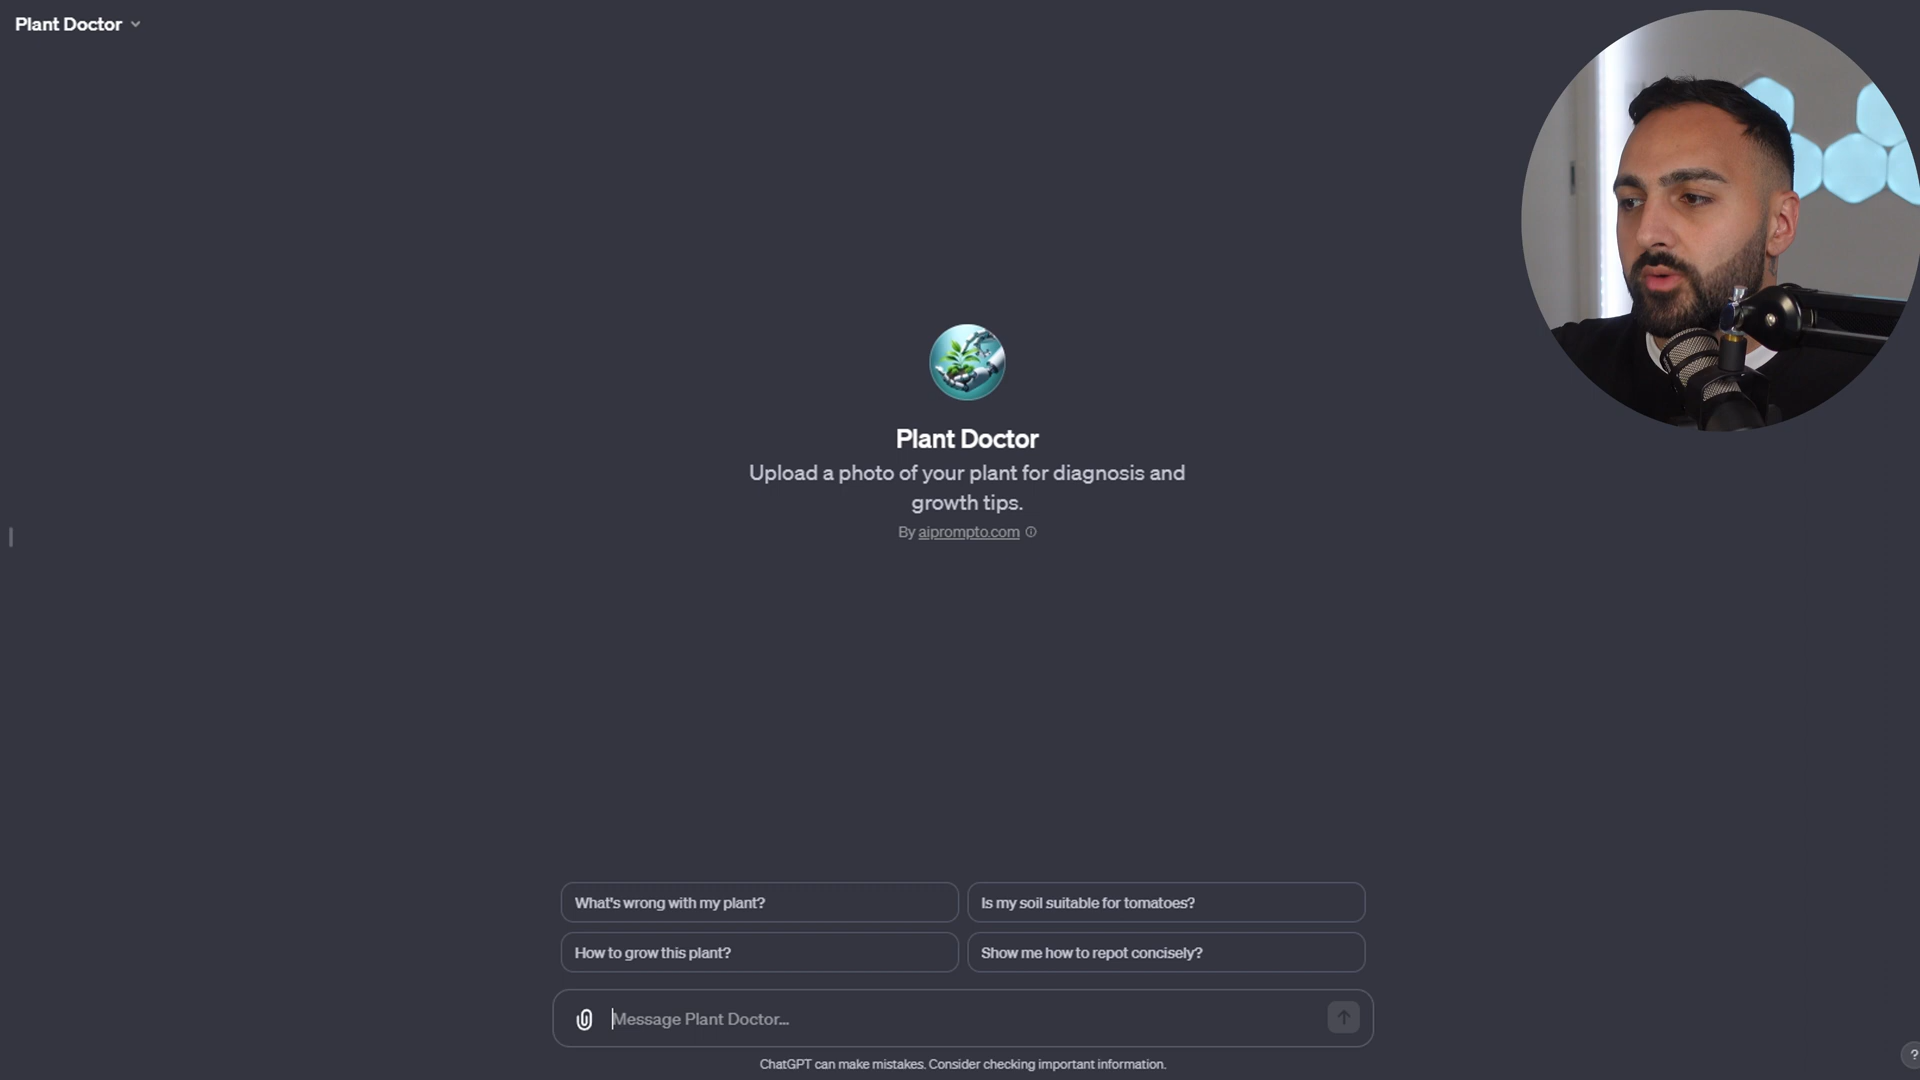 Plant Doctor
Plant Doctor
Upload a photo of your plant for diagnosis and
growth tips.
By aiprompto.com
What's wrong with my plant?
Is my soil suitable for tomatoes?
How to grow this plant?
Show me how to repot concisely?
Message Plant Doctor...
ChatGPT can make mistakes. Consider checking important information.
?